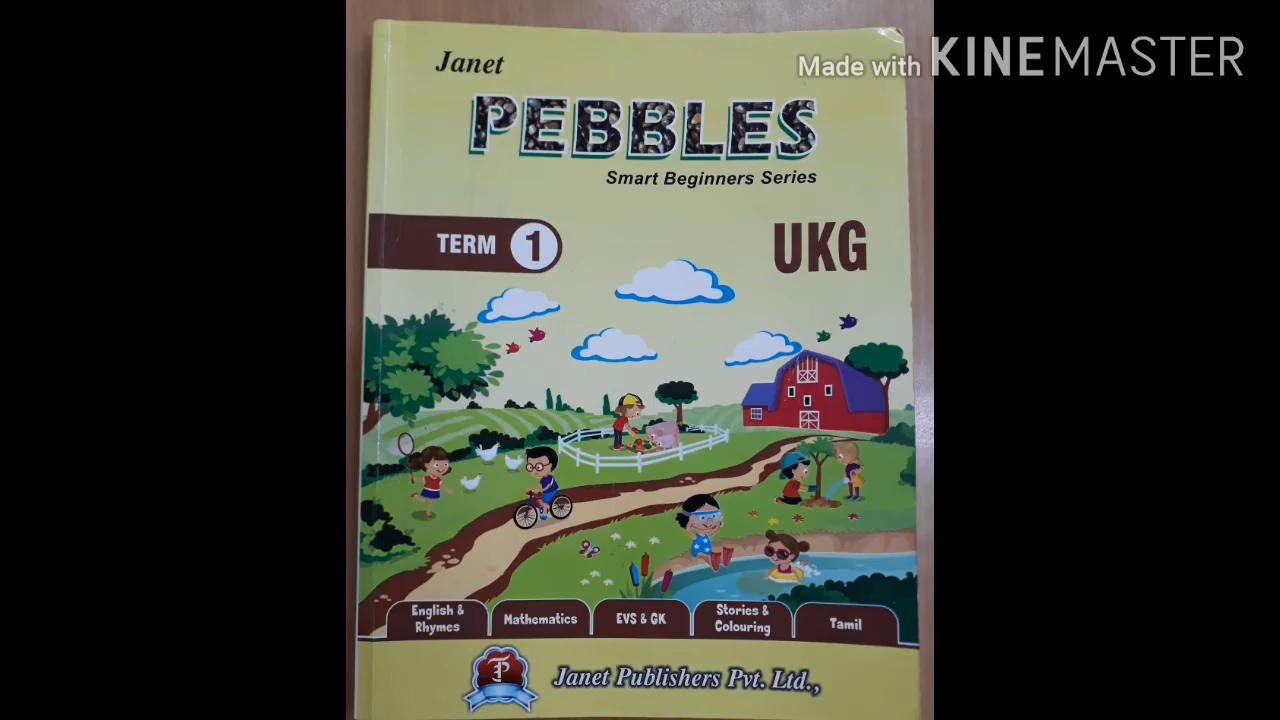 Made with KINEMASTER
Janet
PEBBLES
Smart Beginners Series
TERM 1
UKG
English &
Rhymes
Mathematics
EVS & GK
Stories &
Colouring
Tamil
Janet Publishers Pvt. Ltd.,